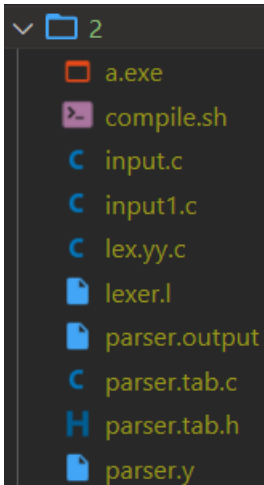 2
a.exe
compile.sh
C input.c
C input1.c
C lex.yy.c
lexer.l
parser.output
C parser.tab.c
H parser.tab.h
parser.y